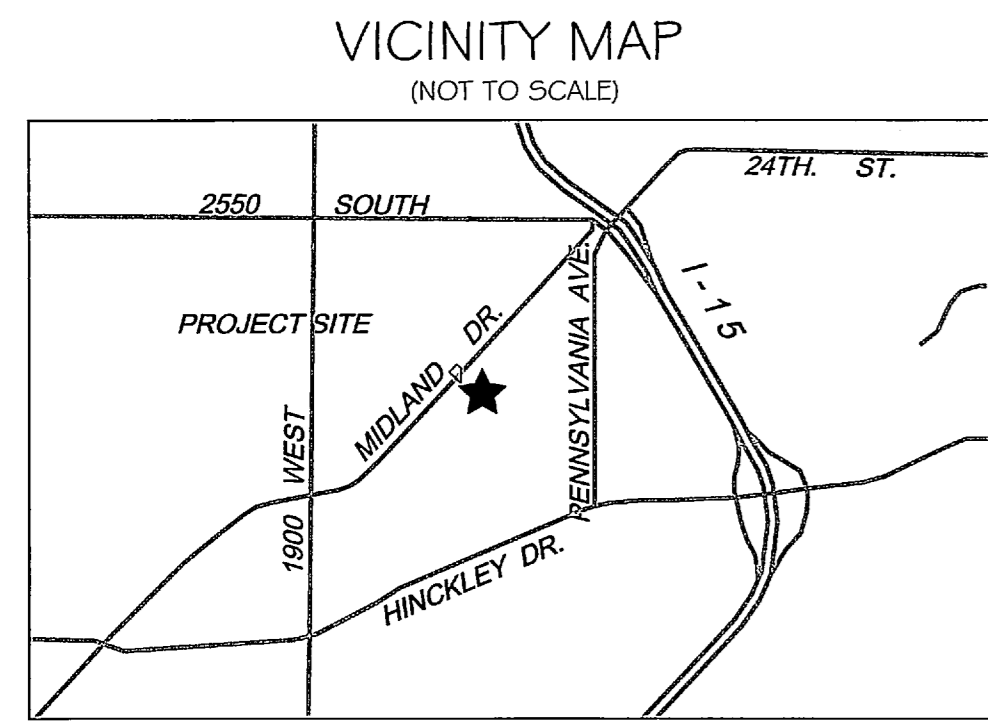 VICINITY MAP
(NOT TO SCALE)
24TH. ST.
2550 SOUTH
I-15
PENNSYLVANIA AVE.
PROJECT SITE
MIDLAND DR.
1900 WEST
HINCKLEY DR.